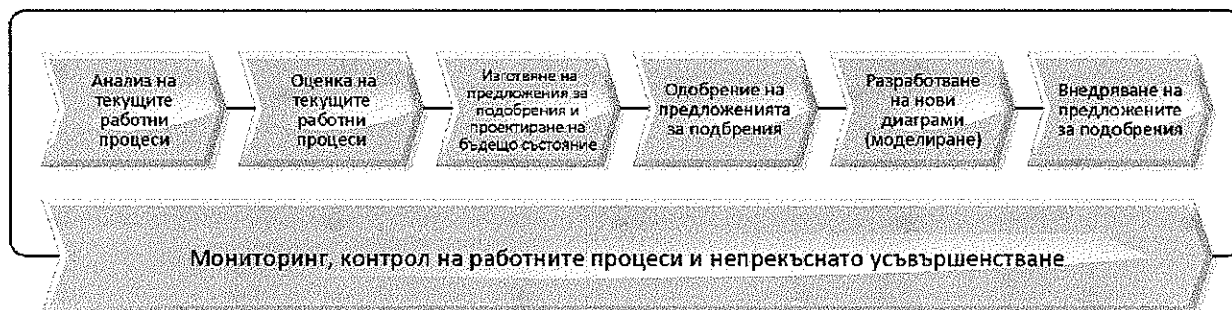 Анализ на
текущите
работни
процеси
Оценка на
текущите
работни
процеси
Изготвяне на
предложения за
подобрения и
проектиране на
бъдещо състояние
Одобрение на
предложенията
за подбрения
Разработване
на нови
диаграми
(моделиране)
Внедряване на
предложените
за подобрения
Мониторинг, контрол на работните процеси и непрекъснато усъвършенстване